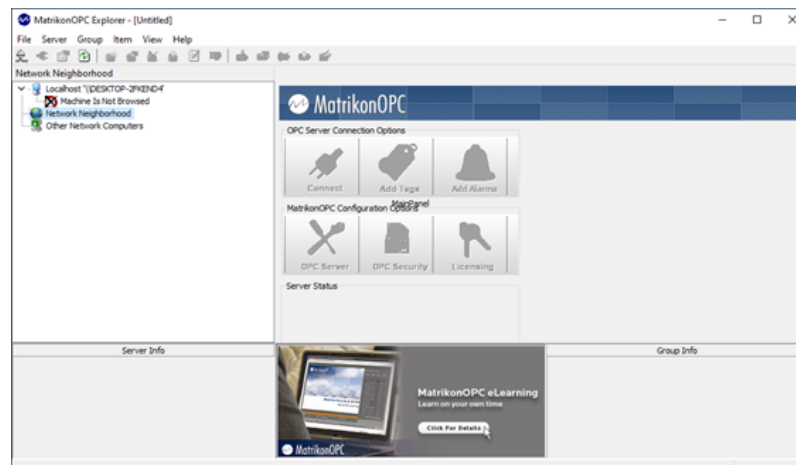 MatrikonOPC Explorer - [Untitled]
File Server Group Item View Help
Network Neighborhood
Localhost '\\DESKTOP-2FKEND4'
Machine Is Not Browsed
Network Neighborhood
Other Network Computers
MatrikonOPC
OPC Server Connection Options
Connect Add Tags Add Alarms
MainPanel
MatrikonOPC Configuration Options
OPC Server OPC Security Licensing
Server Status
Server Info
Group Info
MatrikonOPC eLearning
Learn on your own time
Click For Details
MatrikonOPC